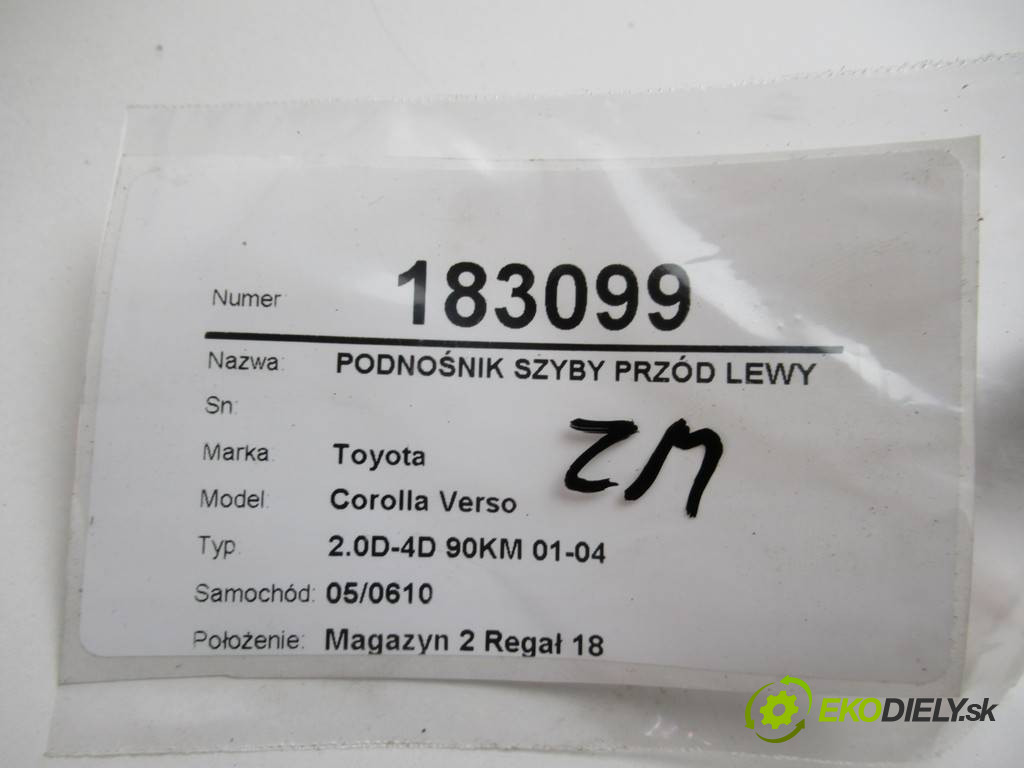 Numer: 183099
Nazwa: PODNOŚNIK SZYBY PRZÓD LEWY
Sn:
Marka: Toyota
Model: Corolla Verso
Typ: 2.0D-4D 90KM 01-04
Samochód: 05/0610
Położenie: Magazyn 2 Regał 18
ZM
EKODIELY.sk